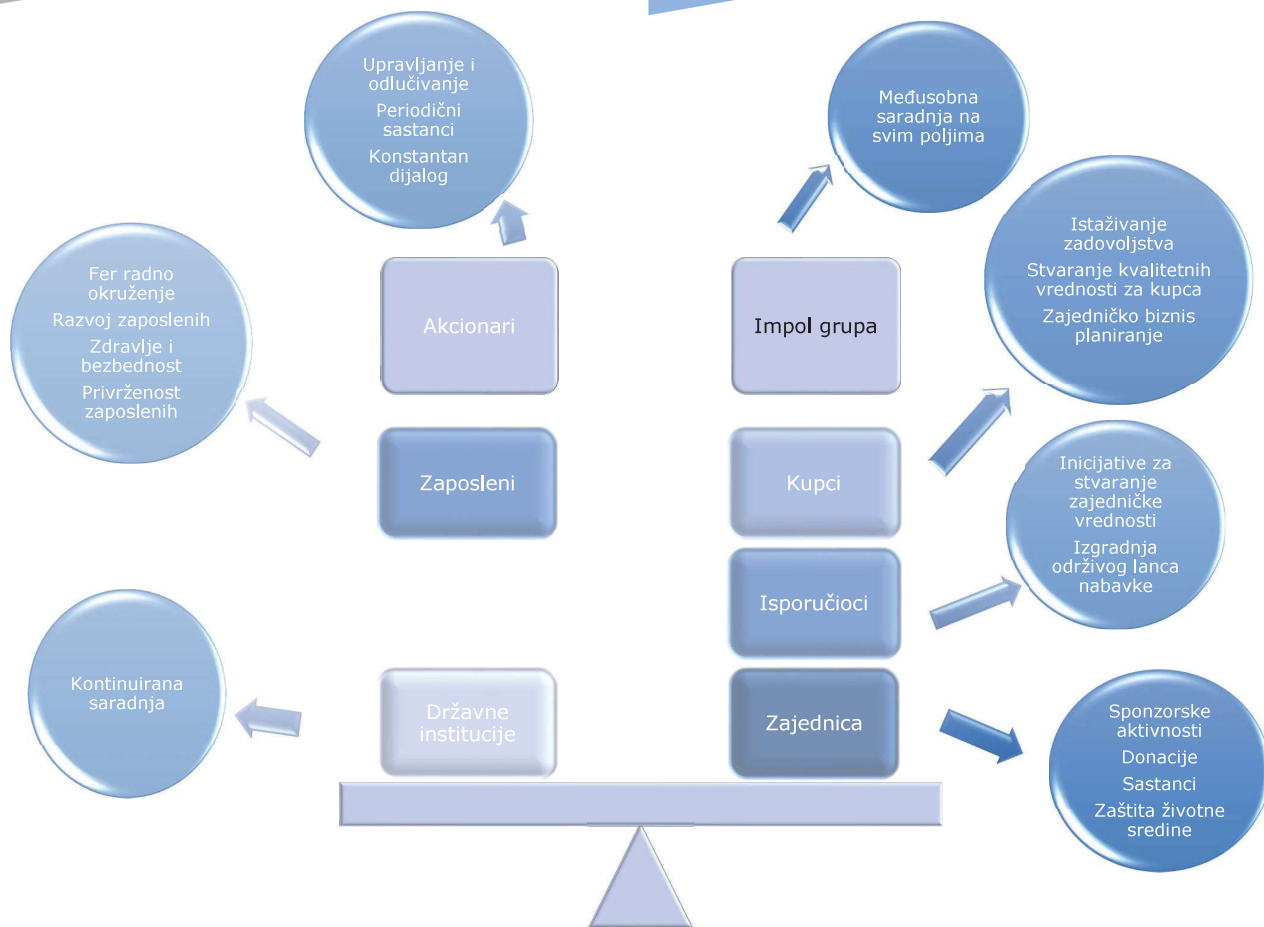 Upravljanje i
odlučivanje
Periodični
sastanci
Konstantan
dijalog
Međusobna
saradnja na
svim poljima
Fer radno
okruženje
Razvoj zaposlenih
Zdravlje i
bezbednost
Privrženost
zaposlenih
Akcionari
Impol grupa
Istaživanje
zadovoljstva
Stvaranje kvalitetnih
vrednosti za kupca
Zajedničko biznis
planiranje
Zaposleni
Kupci
Inicijative za
stvaranje
zajedničke
vrednosti
Izgradnja
održivog lanca
nabavke
Isporučioci
Kontinuirana
saradnja
Državne
institucije
Zajednica
Sponzorske
aktivnosti
Donacije
Sastanci
Zaštita životne
sredine